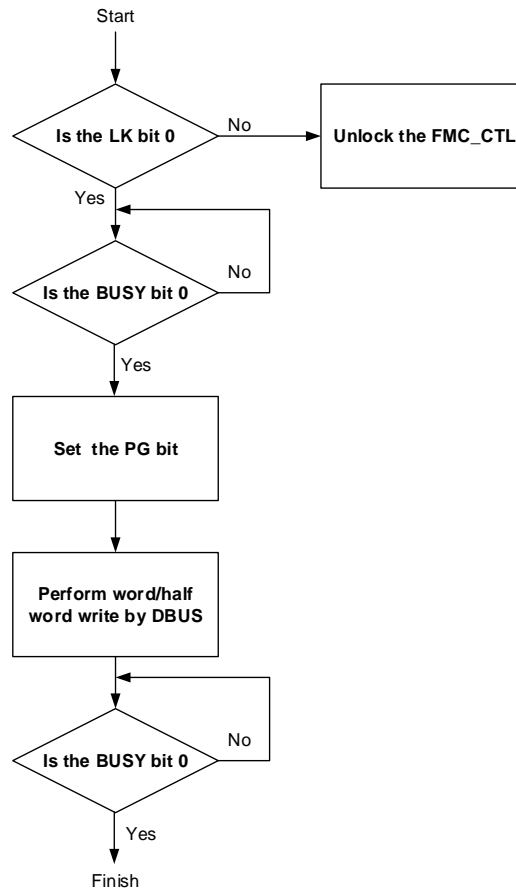 Start
Is the LK bit 0
No
Unlock the FMC_CTL
Yes
Is the BUSY bit 0
No
Yes
Set the PG bit
Perform word/half
word write by DBUS
Is the BUSY bit 0
No
Yes
Finish